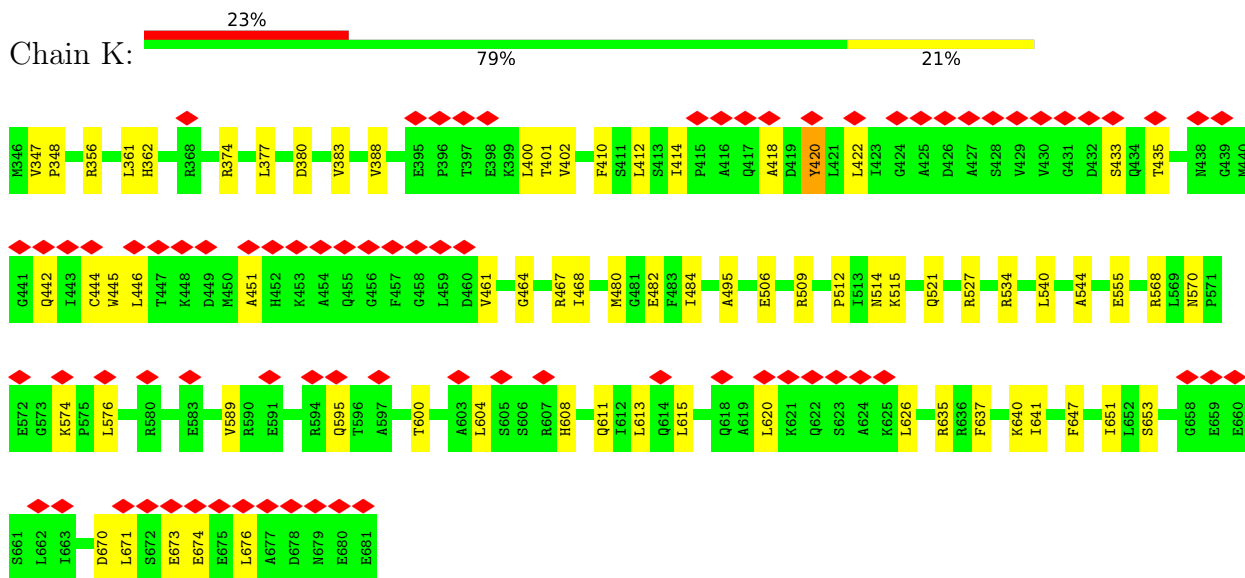 23%
Chain K:
79% 21%
M346 V347 P348 R356 L361 H362 R368 R374 L377 D380 V383 V388 E395 P396 T397 E398 K399 L400 T401 V402 F410 S411 L412 S413 I414 P415 A416 Q417 A418 D419 Y420 L421 L422 I423 G424 A425 D426 A427 S428 V429 V430 G431 D432 S433 Q434 T435 N438 G439 M440
G441 Q442 I443 C444 W445 L446 T447 K448 D449 M450 A451 H452 K453 A454 Q455 G456 F457 G458 L459 D460 V461 G464 R467 I468 M480 G481 E482 F483 I484 A495 E506 R509 P512 I513 N514 K515 Q521 R527 R534 L540 A544 E555 R568 L569 N570 P571
E572 G573 K574 P575 L576 R580 E583 V589 R590 E591 R594 Q595 T596 A597 T600 A603 L604 S605 S606 R607 H608 Q611 I612 L613 Q614 L615 Q618 A619 L620 K621 Q622 S623 A624 K625 L626 R635 R636 F637 K640 I641 F647 I651 L652 S653 G658 E659 E660
S661 L662 I663 D670 L671 S672 E673 E674 E675 L676 A677 D678 N679 E680 E681